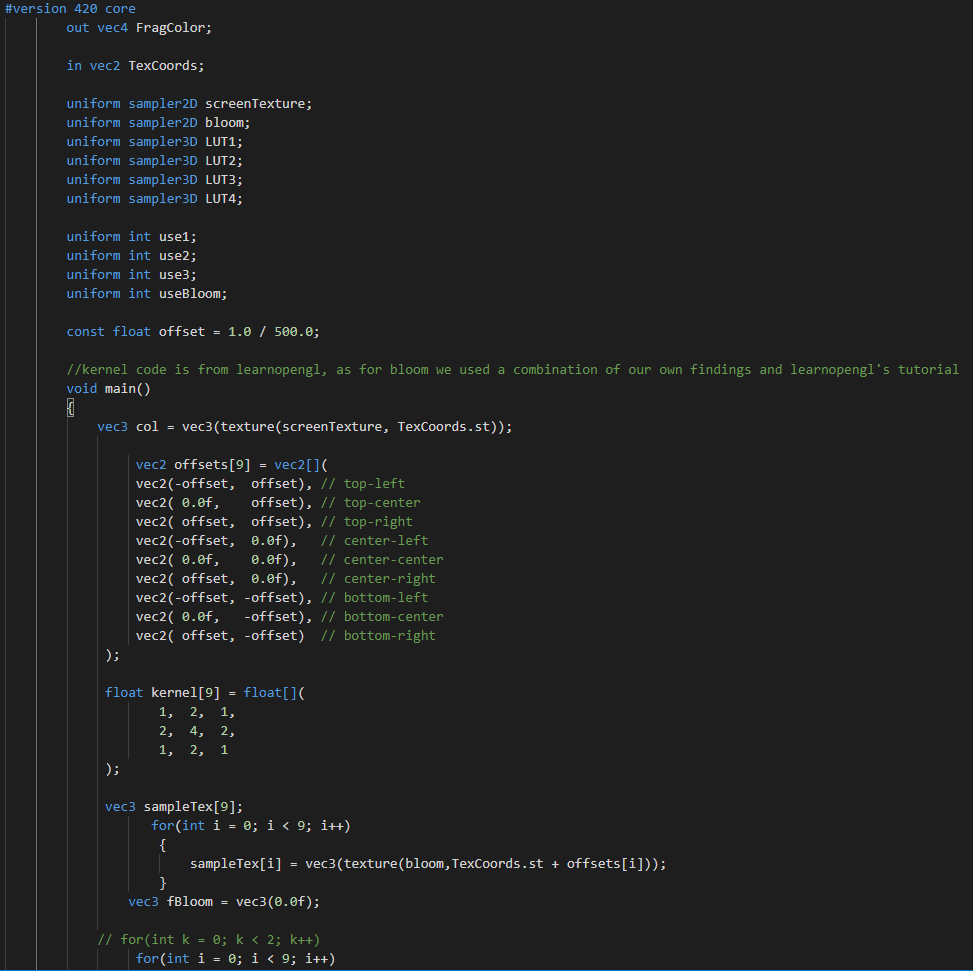 #version 420 core
out vec4 FragColor;
in vec2 TexCoords;
uniform sampler2D screenTexture;
uniform sampler2D bloom;
uniform sampler3D LUT1;
uniform sampler3D LUT2;
uniform sampler3D LUT3;
uniform sampler3D LUT4;
uniform int use1;
uniform int use2;
uniform int use3;
uniform int useBloom;
const float offset = 1.0 / 500.0;
//kernel code is from learnopengl, as for bloom we used a combination of our own findings and learnopengl's tutorial
void main()
{
vec3 col = vec3(texture(screenTexture, TexCoords.st));
vec2 offsets[9] = vec2[](
vec2(-offset,  offset), // top-left
vec2( 0.0f,    offset), // top-center
vec2( offset,  offset), // top-right
vec2(-offset,  0.0f),   // center-left
vec2( 0.0f,    0.0f),   // center-center
vec2( offset,  0.0f),   // center-right
vec2(-offset, -offset), // bottom-left
vec2( 0.0f,   -offset), // bottom-center
vec2( offset, -offset)  // bottom-right
);
float kernel[9] = float[](
1,  2,  1,
2,  4,  2,
1,  2,  1
);
vec3 sampleTex[9];
for(int i = 0; i < 9; i++)
{
sampleTex[i] = vec3(texture(bloom,TexCoords.st + offsets[i]));
}
vec3 fBloom = vec3(0.0f);
// for(int k = 0; k < 2; k++)
for(int i = 0; i < 9; i++)